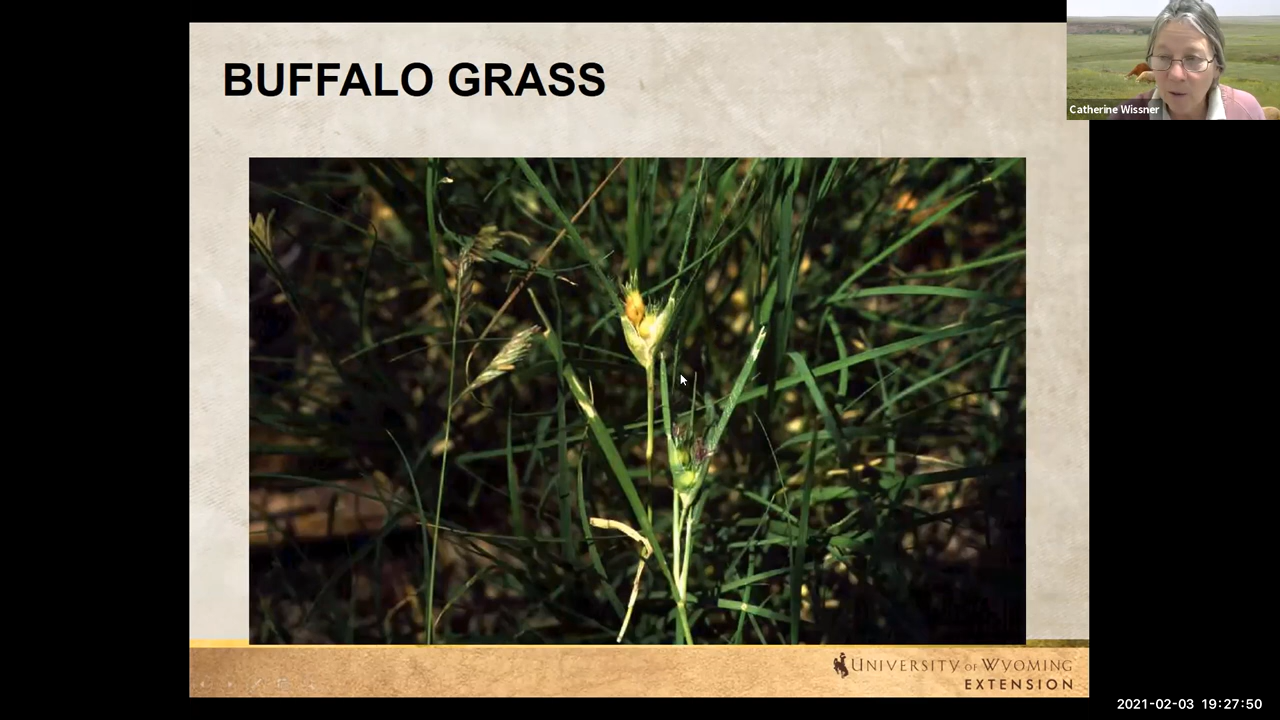 BUFFALO GRASS
Catherine Wissner
UNIVERSITY OF WYOMING
EXTENSION
2021-02-03 19:27:50